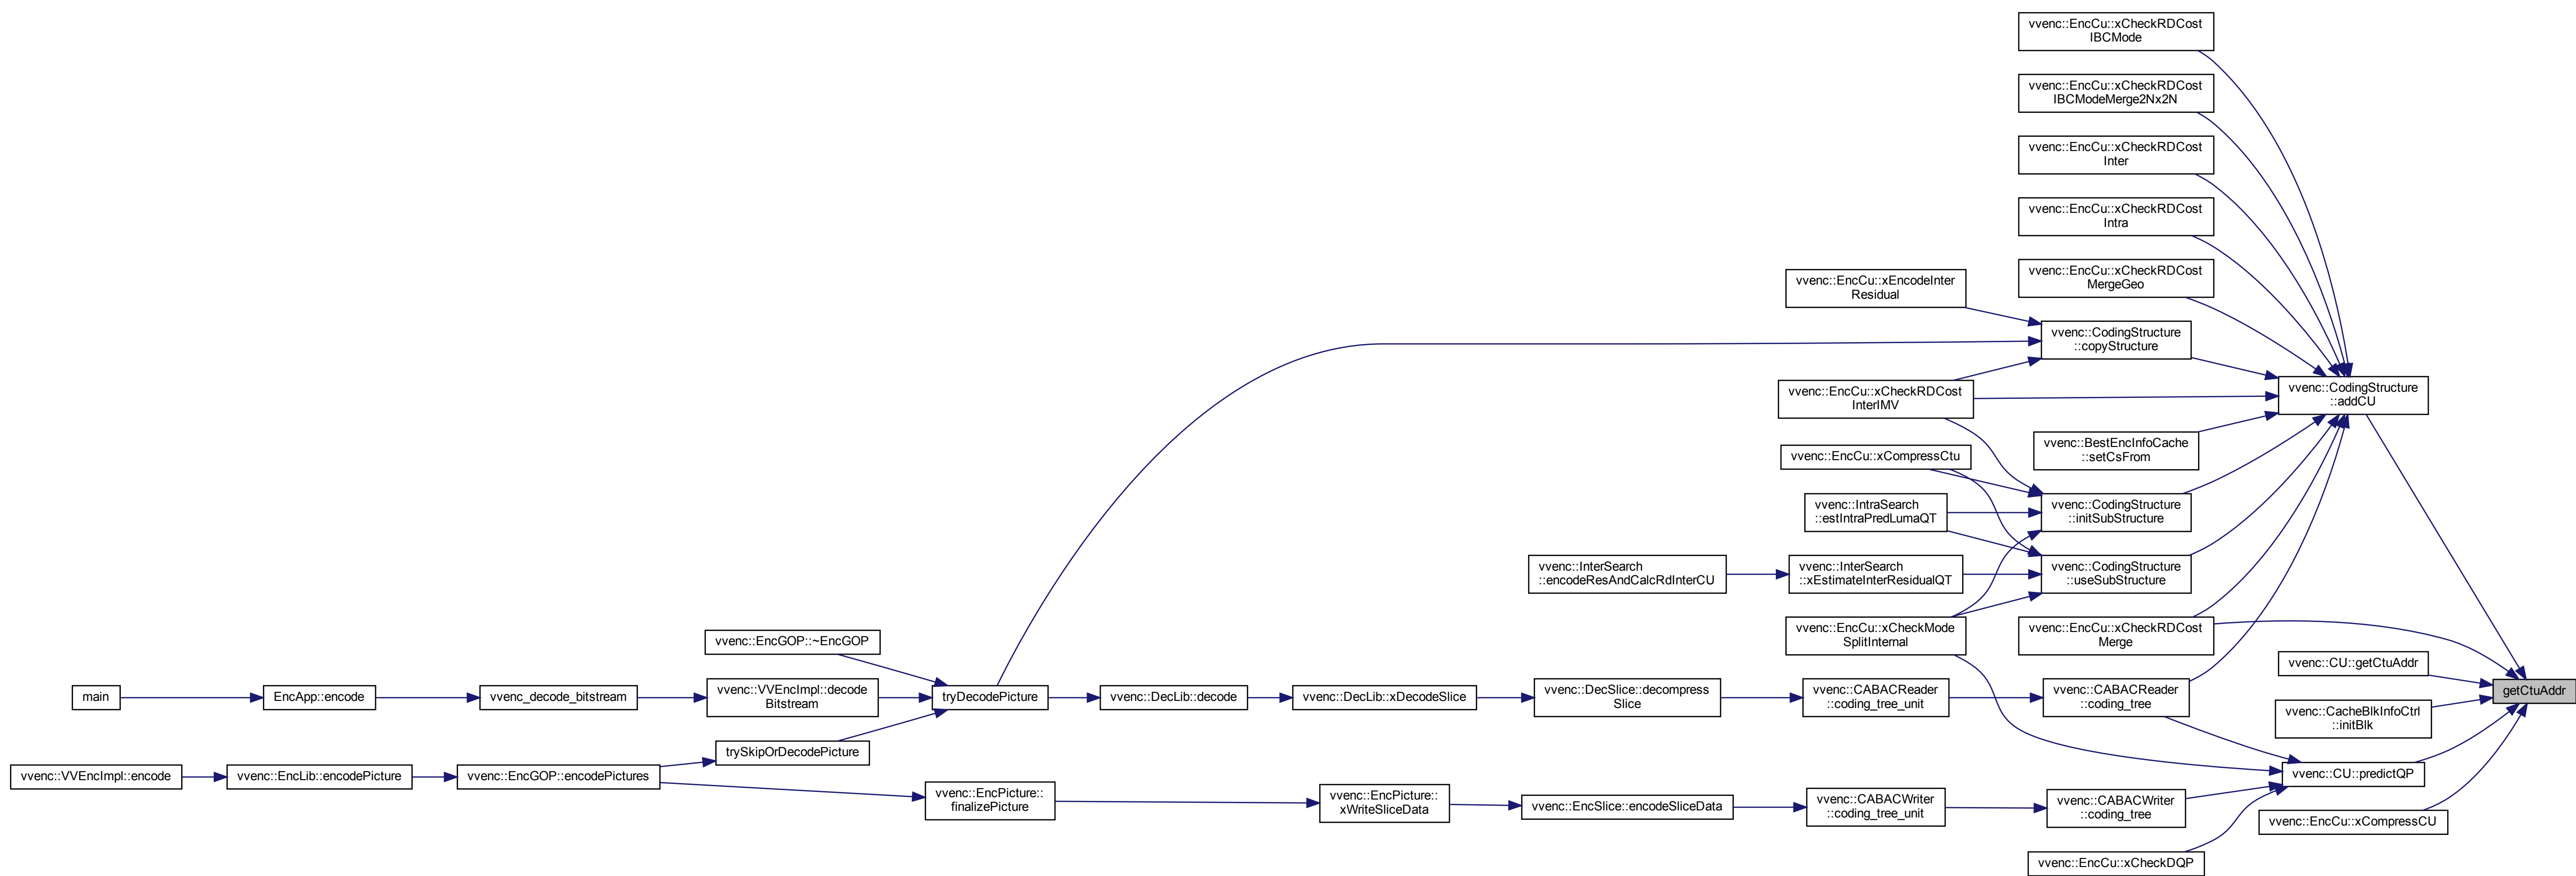 vvenc::EncCu::xCheckRDCost
IBCMode
vvenc::EncCu::xCheckRDCost
IBCModeMerge2Nx2N
vvenc::EncCu::xCheckRDCost
Inter
vvenc::EncCu::xCheckRDCost
Intra
vvenc::EncCu::xCheckRDCost
MergeGeo
vvenc::EncCu::xEncodeInter
Residual
vvenc::CodingStructure
::copyStructure
vvenc::EncCu::xCheckRDCost
InterIMV
vvenc::CodingStructure
::addCU
vvenc::BestEncInfoCache
::setCsFrom
vvenc::EncCu::xCompressCtu
vvenc::IntraSearch
::estIntraPredLumaQT
vvenc::CodingStructure
::initSubStructure
vvenc::InterSearch
::encodeResAndCalcRdInterCU
vvenc::InterSearch
::xEstimateInterResidualQT
vvenc::CodingStructure
::useSubStructure
vvenc::EncGOP::~EncGOP
vvenc::EncCu::xCheckMode
SplitInternal
vvenc::EncCu::xCheckRDCost
Merge
vvenc::CU::getCtuAddr
main
EncApp::encode
vvenc_decode_bitstream
vvenc::VVEncImpl::decode
Bitstream
tryDecodePicture
vvenc::DecLib::decode
vvenc::DecLib::xDecodeSlice
vvenc::DecSlice::decompress
Slice
vvenc::CABACReader
::coding_tree_unit
vvenc::CABACReader
::coding_tree
getCtuAddr
vvenc::CacheBlkInfoCtrl
::initBlk
trySkipOrDecodePicture
vvenc::VVEncImpl::encode
vvenc::EncLib::encodePicture
vvenc::EncGOP::encodePictures
vvenc::CU::predictQP
vvenc::EncPicture::
finalizePicture
vvenc::EncPicture::
xWriteSliceData
vvenc::EncSlice::encodeSliceData
vvenc::CABACWriter
::coding_tree_unit
vvenc::CABACWriter
::coding_tree
vvenc::EncCu::xCompressCU
vvenc::EncCu::xCheckDQP